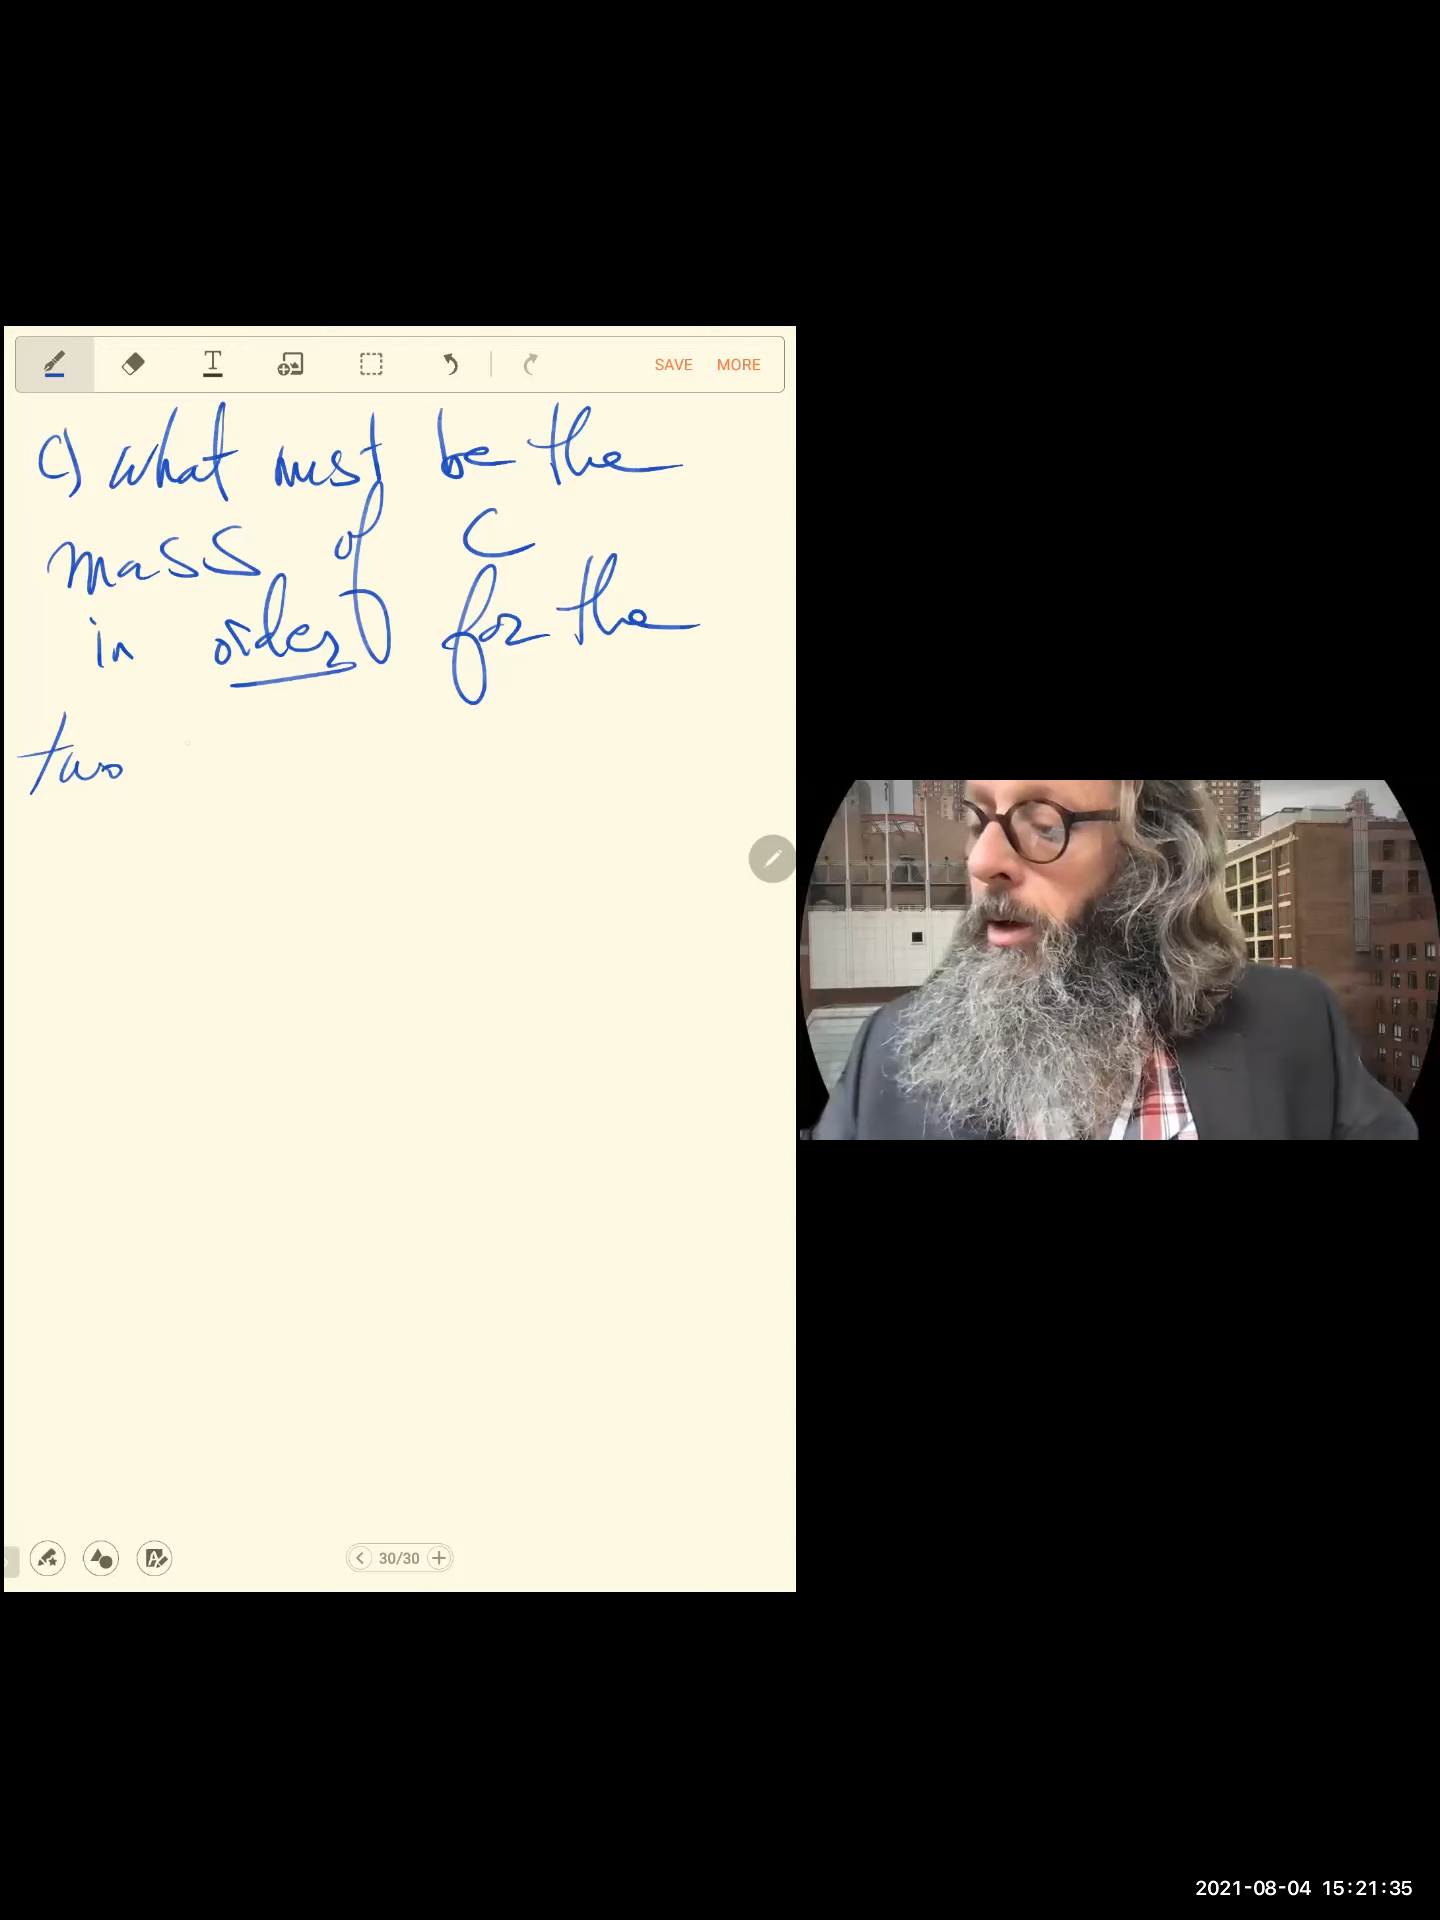 T
SAVE
MORE
c) what must be the
mass of C
in order for the
two
A
30/30
2021-08-04 15:21:35